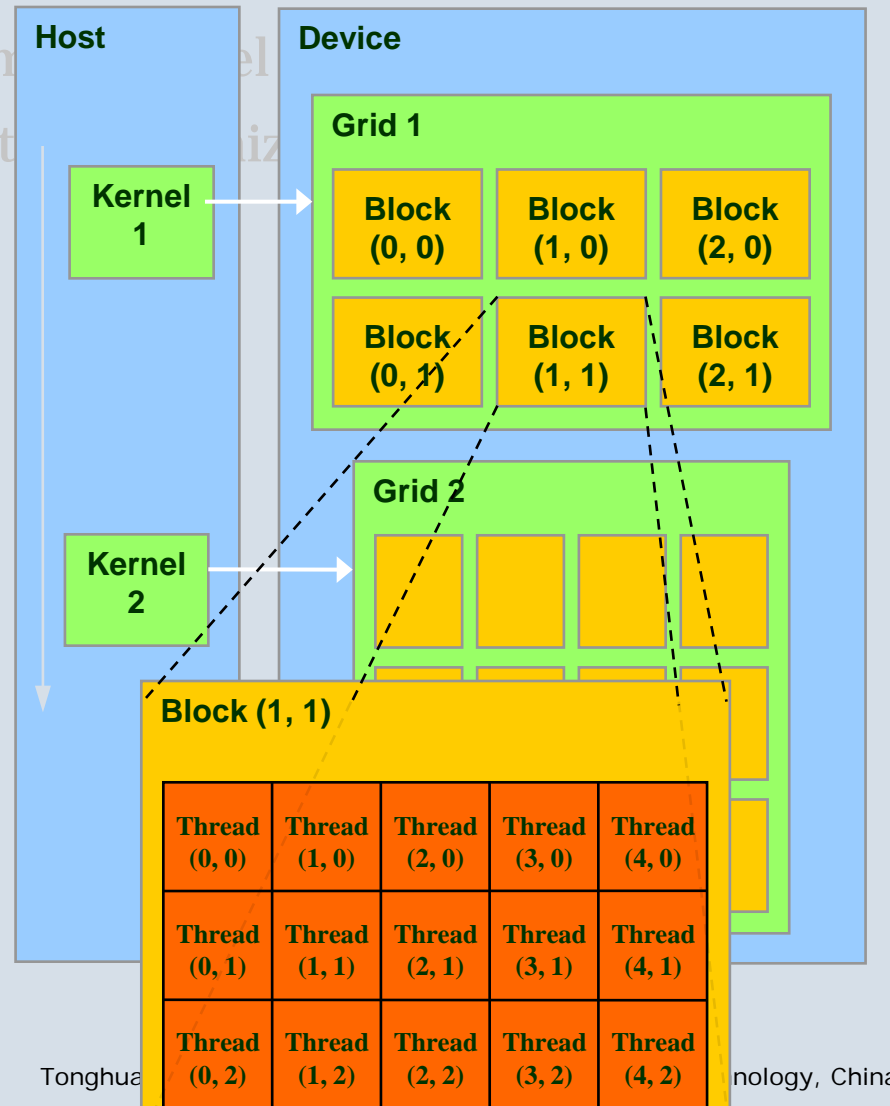 Host
Device
Grid 1
Kernel
1
Block
(0, 0)
Block
(1, 0)
Block
(2, 0)
Block
(0, 1)
Block
(1, 1)
Block
(2, 1)
Grid 2
Kernel
2
Block (1, 1)
Thread
(0, 0)
Thread
(1, 0)
Thread
(2, 0)
Thread
(3, 0)
Thread
(4, 0)
Thread
(0, 1)
Thread
(1, 1)
Thread
(2, 1)
Thread
(3, 1)
Thread
(4, 1)
Thread
(0, 2)
Thread
(1, 2)
Thread
(2, 2)
Thread
(3, 2)
Thread
(4, 2)
Tonghua nology, China